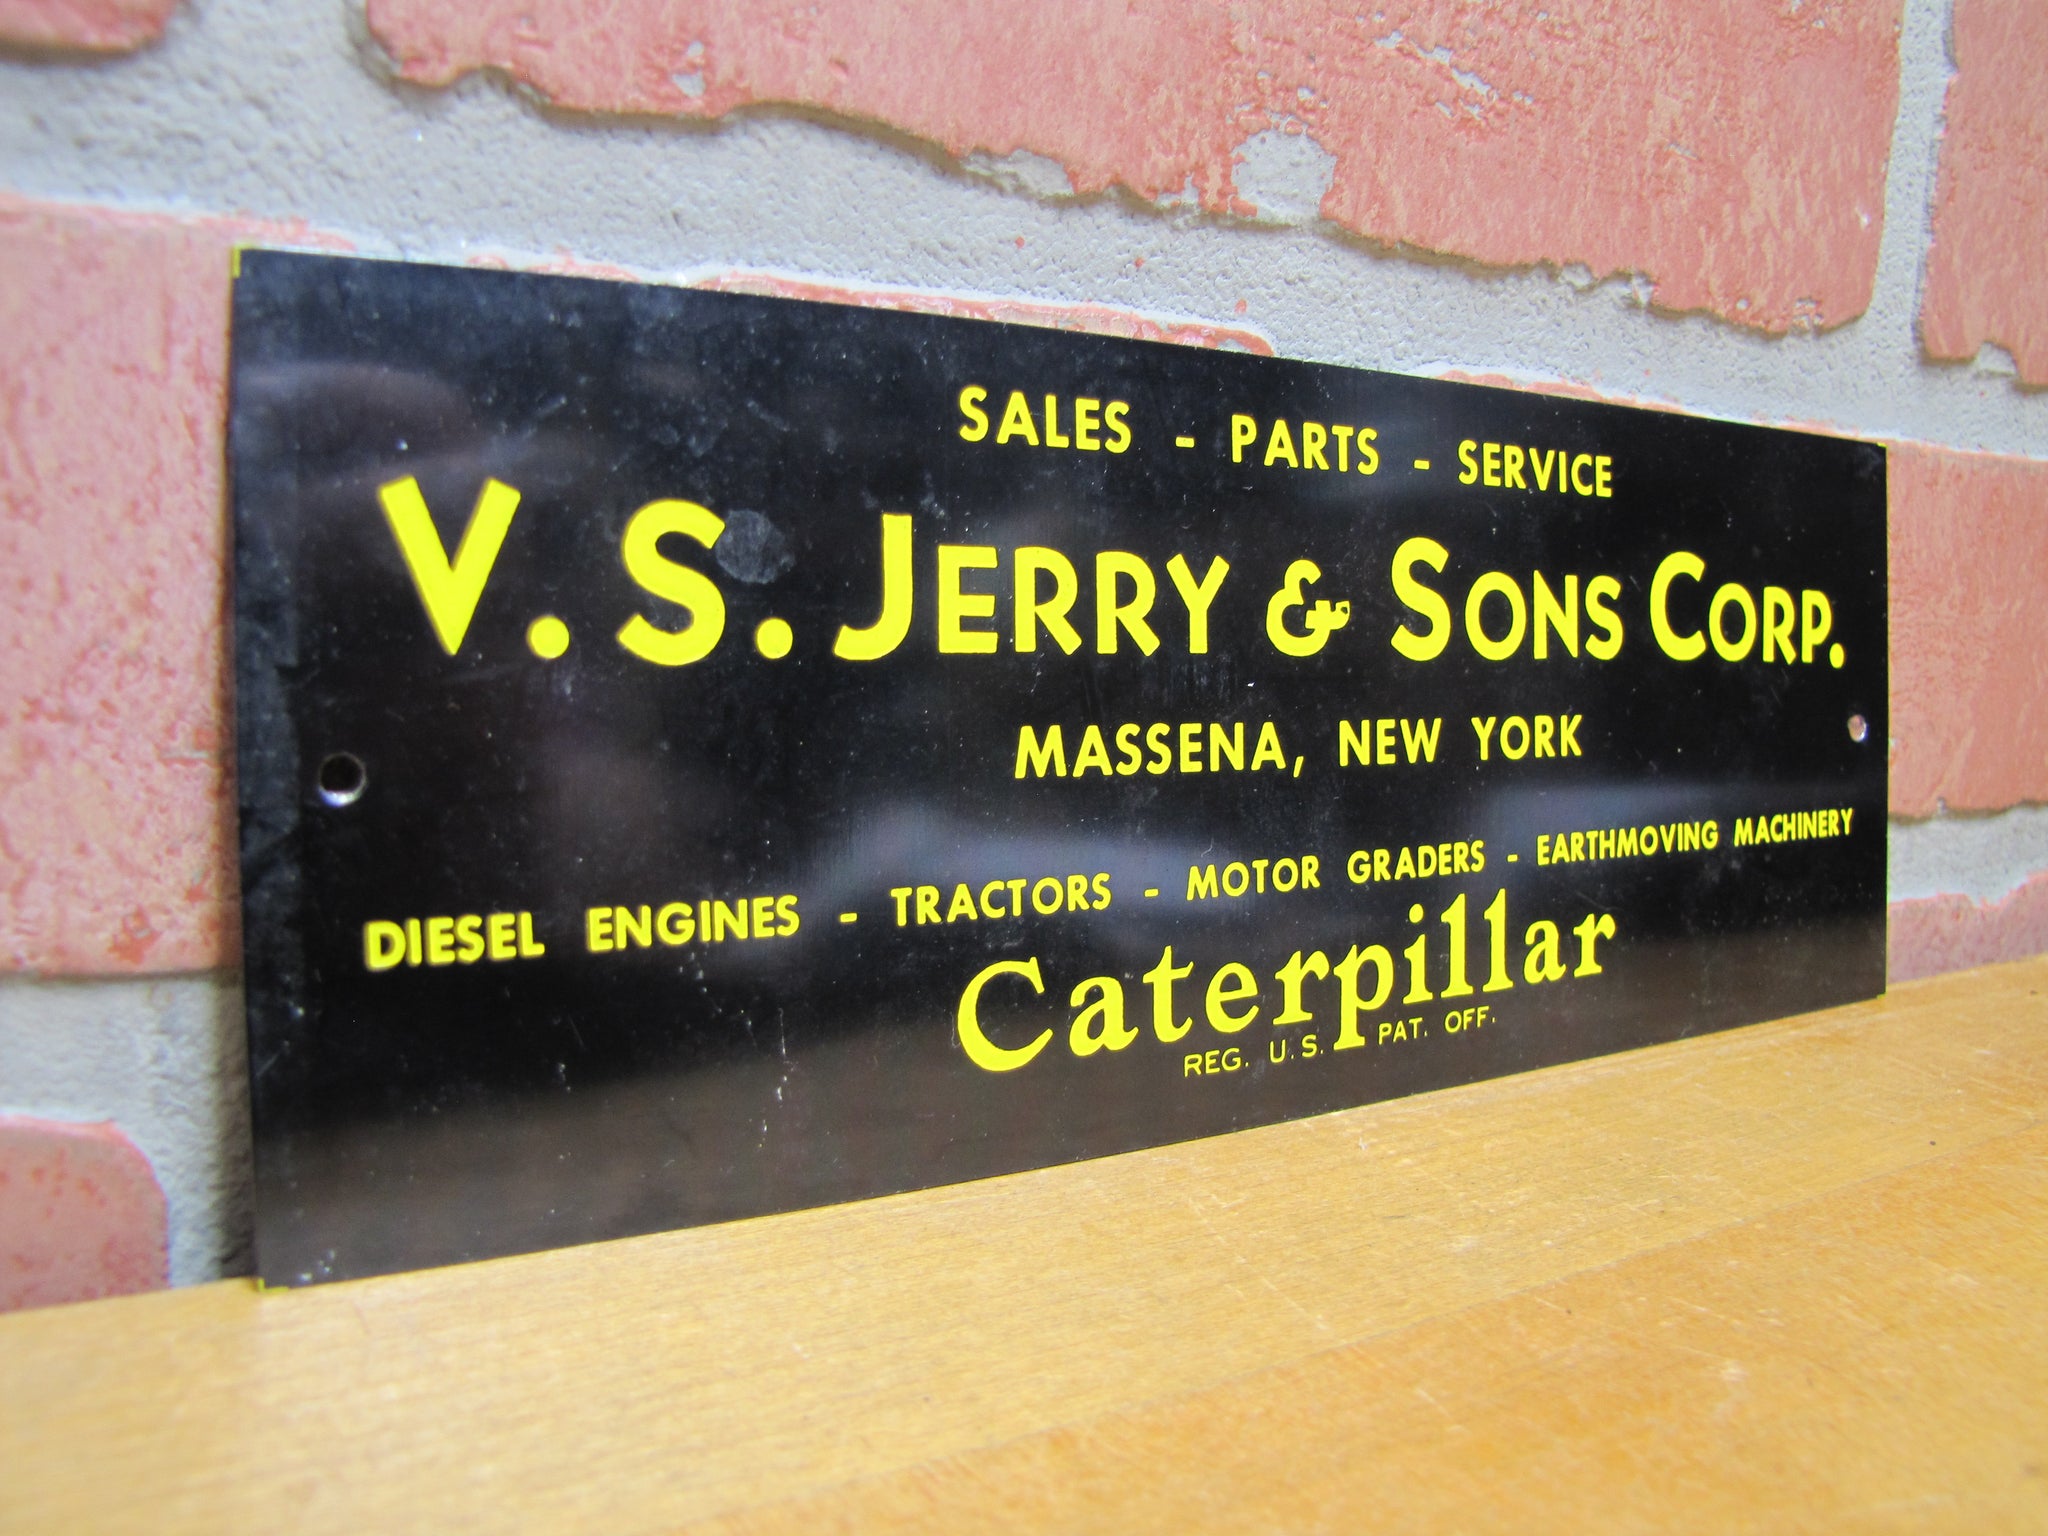 SALES - PARTS - SERVICE
V. S. JERRY & SONS CORP.
MASSENA, NEW YORK
DIESEL ENGINES - TRACTORS - MOTOR GRADERS - EARTHMOVING MACHINERY
Caterpillar
REG. U.S. PAT. OFF.